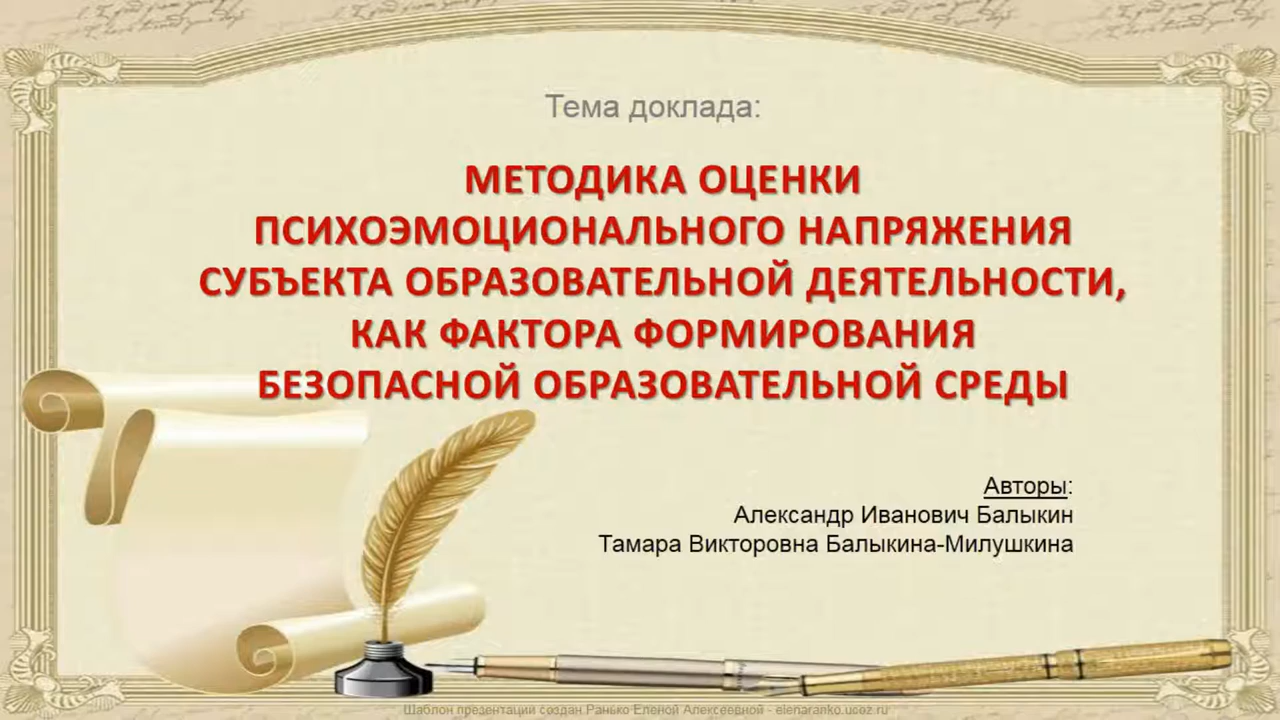 Тема доклада:
МЕТОДИКА ОЦЕНКИ
ПСИХОЭМОЦИОНАЛЬНОГО НАПРЯЖЕНИЯ
СУБЪЕКТА ОБРАЗОВАТЕЛЬНОЙ ДЕЯТЕЛЬНОСТИ,
КАК ФАКТОРА ФОРМИРОВАНИЯ
БЕЗОПАСНОЙ ОБРАЗОВАТЕЛЬНОЙ СРЕДЫ
Авторы:
Александр Иванович Балыкин
Тамара Викторовна Балыкина-Милушкина
Шаблон презентации создан Ранько Еленой Алексеевной - elenaranko.ucoz.ru